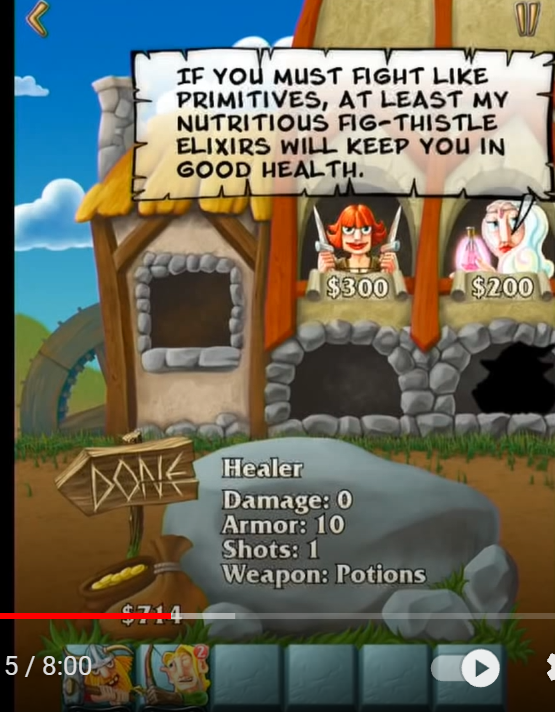 IF YOU MUST FIGHT LIKE
PRIMITIVES, AT LEAST MY
NUTRITIOUS FIG-THISTLE
ELIXIRS WILL KEEP YOU IN
GOOD HEALTH.
$300
$200
DONE
Healer
Damage: 0
Armor: 10
Shots: 1
Weapon: Potions
$714
5 / 8:00
2